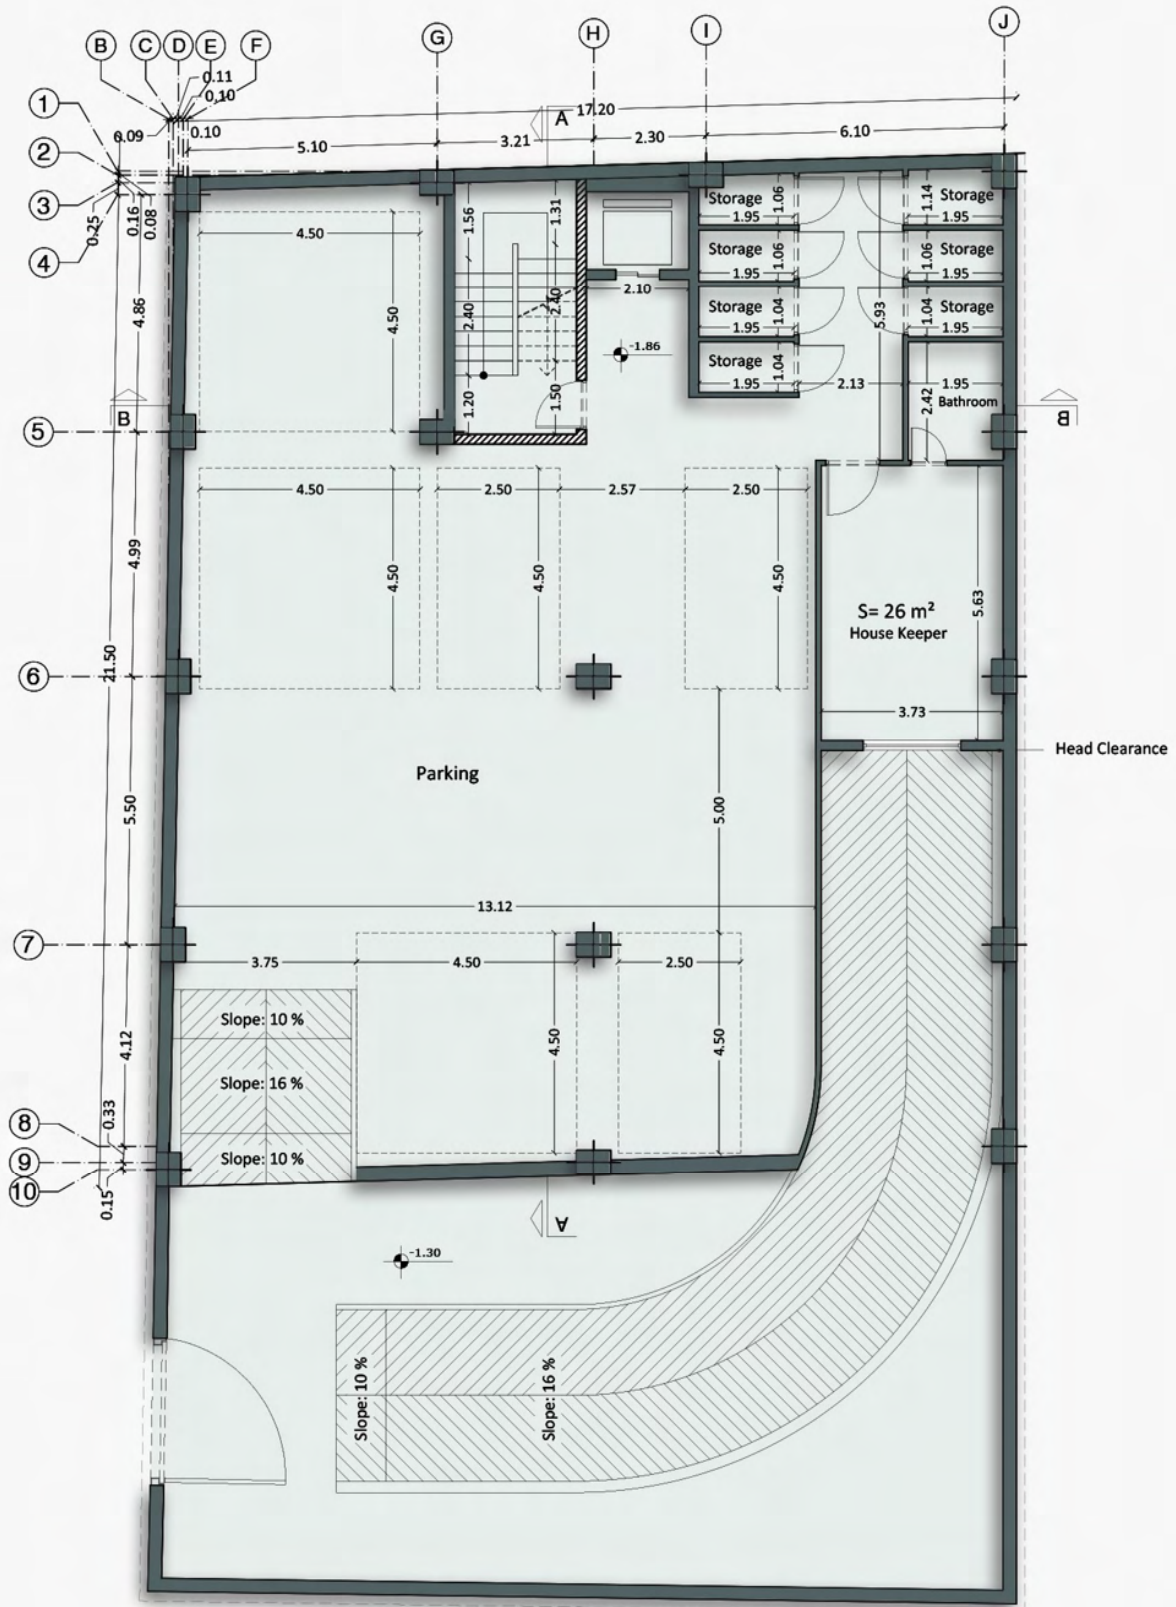 B C D E F G H I J
0.11
0.10
0.09
0.10
17.20
A
5.10 3.21 2.30 6.10
1
2
3
4
0.25
0.16
0.08
4.50
4.50
4.86
1.56
1.31
2.40
2.40
1.20
1.50
2.10
-1.86
Storage
1.95
1.06
Storage
1.95
1.14
Storage
1.95
1.06
Storage
1.95
1.06
Storage
1.95
1.04
Storage
1.95
1.04
Storage
1.95
1.04
5.93
2.13
1.95
Bathroom
2.42
B
B
5
4.50 2.50 2.57 2.50
4.50
4.50
4.50
4.99
S= 26 m²
House Keeper
5.63
3.73
6
21.50
Head Clearance
Parking
5.50
5.00
13.12
7
3.75 4.50 2.50
4.50
4.50
4.12
Slope: 10 %
Slope: 16 %
Slope: 10 %
0.33
8
9
10
0.15
A
-1.30
Slope: 10 %
Slope: 16 %